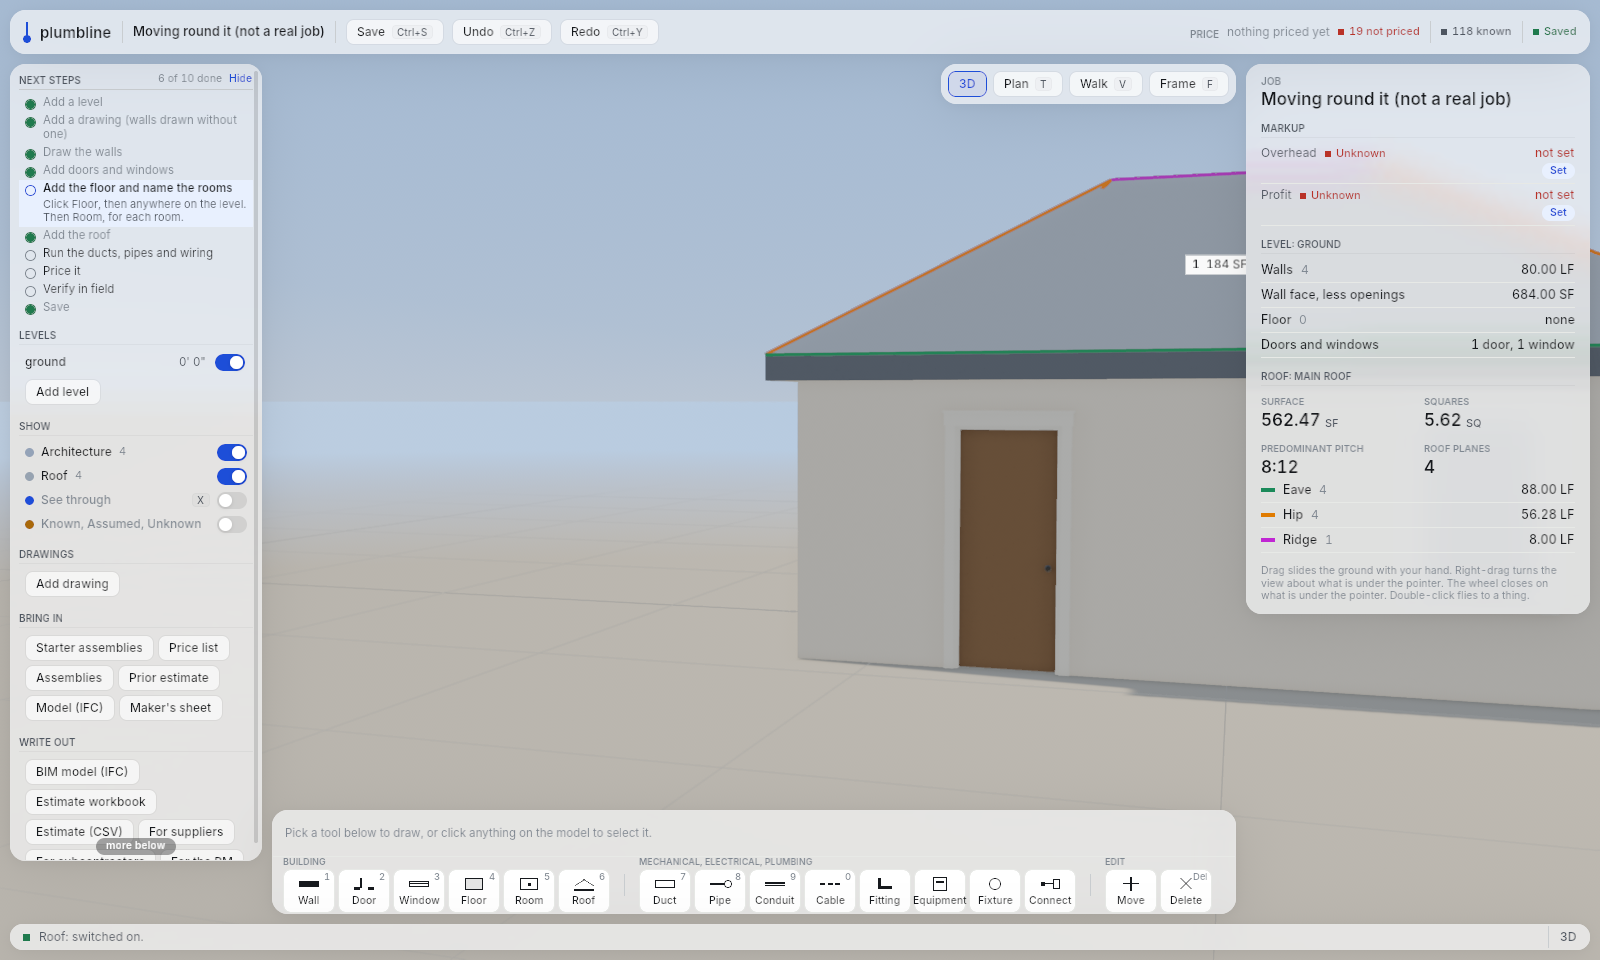 plumbline
Moving round it (not a real job)
Save Ctrl+S
Undo Ctrl+Z
Redo Ctrl+Y
PRICE nothing priced yet
19 not priced
118 known
Saved
NEXT STEPS 6 of 10 done Hide
Add a level
Add a drawing (walls drawn without
one)
Draw the walls
Add doors and windows
Add the floor and name the rooms
Click Floor, then anywhere on the level.
Then Room, for each room.
Add the roof
Run the ducts, pipes and wiring
Price it
Verify in field
Save
LEVELS
ground 0' 0"
Add level
SHOW
Architecture 4
Roof 4
See through X
Known, Assumed, Unknown
DRAWINGS
Add drawing
BRING IN
Starter assemblies Price list
Assemblies Prior estimate
Model (IFC) Maker's sheet
WRITE OUT
BIM model (IFC)
Estimate workbook
Estimate (CSV) For suppliers
more below
For subcontractors For the PM
3D
Plan T
Walk V
Frame F
1 184 SF
JOB
Moving round it (not a real job)
MARKUP
Overhead Unknown not set
Set
Profit Unknown not set
Set
LEVEL: GROUND
Walls 4 80.00 LF
Wall face, less openings 684.00 SF
Floor 0 none
Doors and windows 1 door, 1 window
ROOF: MAIN ROOF
SURFACE SQUARES
562.47 SF 5.62 SQ
PREDOMINANT PITCH ROOF PLANES
8:12 4
Eave 4 88.00 LF
Hip 4 56.28 LF
Ridge 1 8.00 LF
Drag slides the ground with your hand. Right-drag turns the
view about what is under the pointer. The wheel closes on
what is under the pointer. Double-click flies to a thing.
Pick a tool below to draw, or click anything on the model to select it.
BUILDING
Wall 1
Door 2
Window 3
Floor 4
Room 5
Roof 6
MECHANICAL, ELECTRICAL, PLUMBING
Duct 7
Pipe 8
Conduit 9
Cable 0
Fitting
Equipment
Fixture
Connect
EDIT
Move
Delete Del
Roof: switched on.
3D